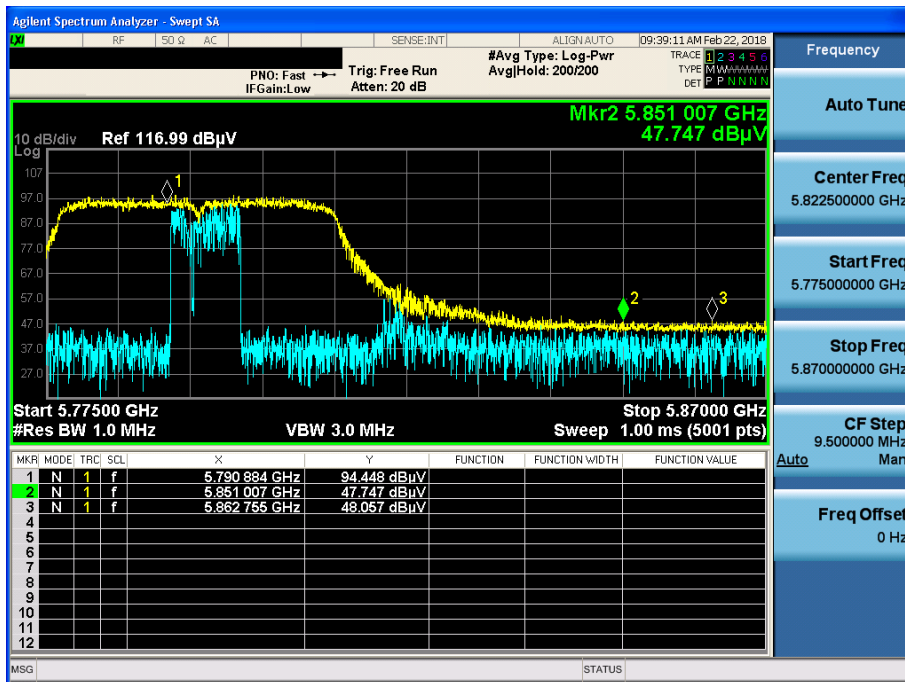 Agilent Spectrum Analyzer - Swept SA
LXI RF 50 Ω AC SENSE:INT ALIGN AUTO 09:39:11 AM Feb 22, 2018
PNO: Fast Trig: Free Run #Avg Type: Log-Pwr TRACE 1 2 3 4 5 6
IFGain:Low Atten: 20 dB Avg|Hold: 200/200 TYPE MWWWWW
DET P P N N N N
Mkr2 5.851 007 GHz
47.747 dBµV
10 dB/div Ref 116.99 dBµV
Log
107
97.0
87.0
77.0
67.0
57.0
47.0
37.0
27.0
1
2
3
Start 5.77500 GHz Stop 5.87000 GHz
#Res BW 1.0 MHz VBW 3.0 MHz Sweep 1.00 ms (5001 pts)
MKR MODE TRC SCL X Y FUNCTION FUNCTION WIDTH FUNCTION VALUE
1 N 1 f 5.790 884 GHz 94.448 dBµV
2 N 1 f 5.851 007 GHz 47.747 dBµV
3 N 1 f 5.862 755 GHz 48.057 dBµV
4
5
6
7
8
9
10
11
12
MSG STATUS
Frequency
Auto Tune
Center Freq
5.822500000 GHz
Start Freq
5.775000000 GHz
Stop Freq
5.870000000 GHz
CF Step
9.500000 MHz
Auto Man
Freq Offset
0 Hz